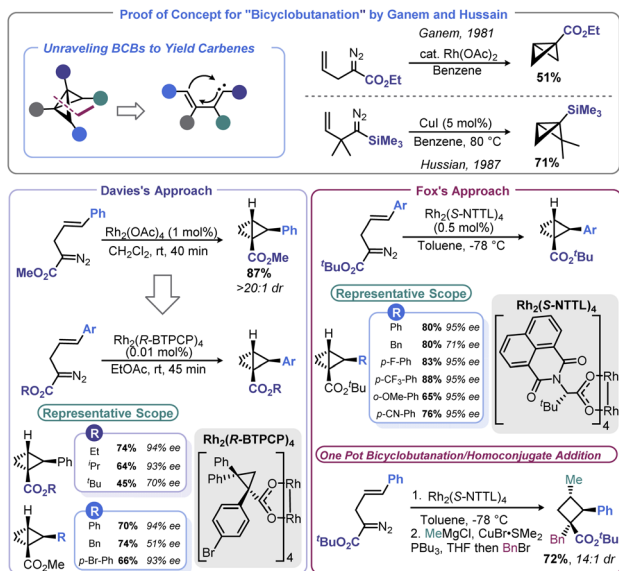 Proof of Concept for "Bicyclobutanation" by Ganem and Hussain
Unraveling BCBs to Yield Carbenes
Ganem, 1981
N2
CO2Et
cat. Rh(OAc)2
Benzene
CO2Et
51%
N2
SiMe3
CuI (5 mol%)
Benzene, 80 °C
Hussian, 1987
SiMe3
71%
Davies's Approach
Ph
MeO2C
N2
Rh2(OAc)4 (1 mol%)
CH2Cl2, rt, 40 min
H
Ph
CO2Me
87%
>20:1 dr
Ar
RO2C
N2
Rh2(R-BTPCP)4
(0.01 mol%)
EtOAc, rt, 45 min
H
Ar
CO2R
Representative Scope
H
Ph
CO2R
R
Et 74% 94% ee
iPr 64% 93% ee
tBu 45% 70% ee
H
R
CO2Me
R
Ph 70% 94% ee
Bn 74% 51% ee
p-Br-Ph 66% 93% ee
Rh2(R-BTPCP)4
Ph
Ph
H
Br
O
O
Rh
Rh
4
Fox's Approach
Ar
tBuO2C
N2
Rh2(S-NTTL)4
(0.5 mol%)
Toluene, -78 °C
H
Ar
CO2tBu
Representative Scope
H
R
CO2tBu
R
Ph 80% 95% ee
Bn 80% 71% ee
p-F-Ph 83% 95% ee
p-CF3-Ph 88% 95% ee
o-OMe-Ph 65% 95% ee
p-CN-Ph 76% 95% ee
Rh2(S-NTTL)4
O
N
O
tBu
H
O
O
Rh
Rh
4
One Pot Bicyclobutanation/Homoconjugate Addition
Ph
tBuO2C
N2
1. Rh2(S-NTTL)4
Toluene, -78 °C
2. MeMgCl, CuBr•SMe2
PBu3, THF then BnBr
Me
Ph
Bn
CO2tBu
72%, 14:1 dr